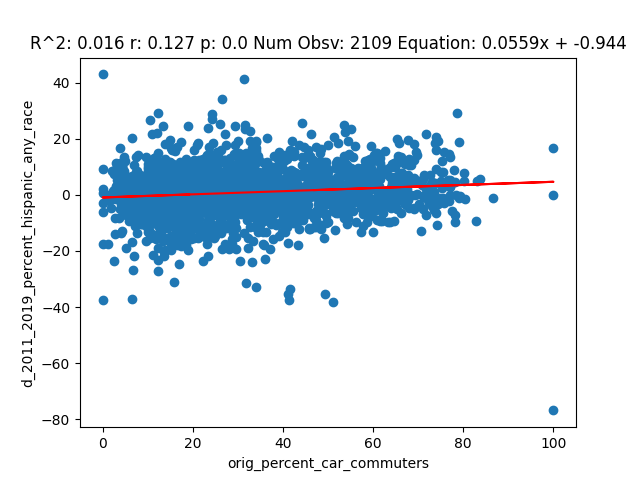 R^2: 0.016 r: 0.127 p: 0.0 Num Obsv: 2109 Equation: 0.0559x + -0.944
40
20
0
−20
−40
−60
−80
d_2011_2019_percent_hispanic_any_race
0 20 40 60 80 100
orig_percent_car_commuters